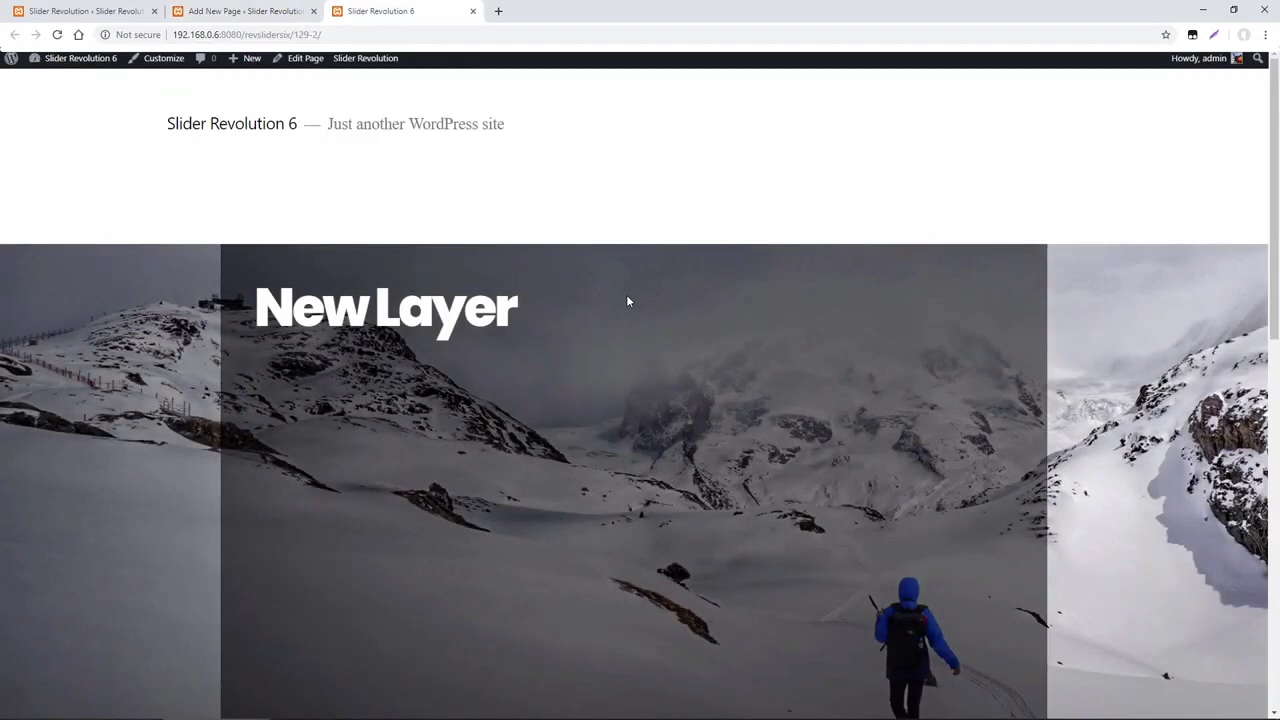 Slider Revolution ‹ Slider Revolut
Add New Page ‹ Slider Revolutio
Slider Revolution 6
Not secure
192.168.0.6:8080/revslidersix/129-2/
Slider Revolution 6
Customize
0
New
Edit Page
Slider Revolution
Howdy, admin
Slider Revolution 6 — Just another WordPress site
New Layer